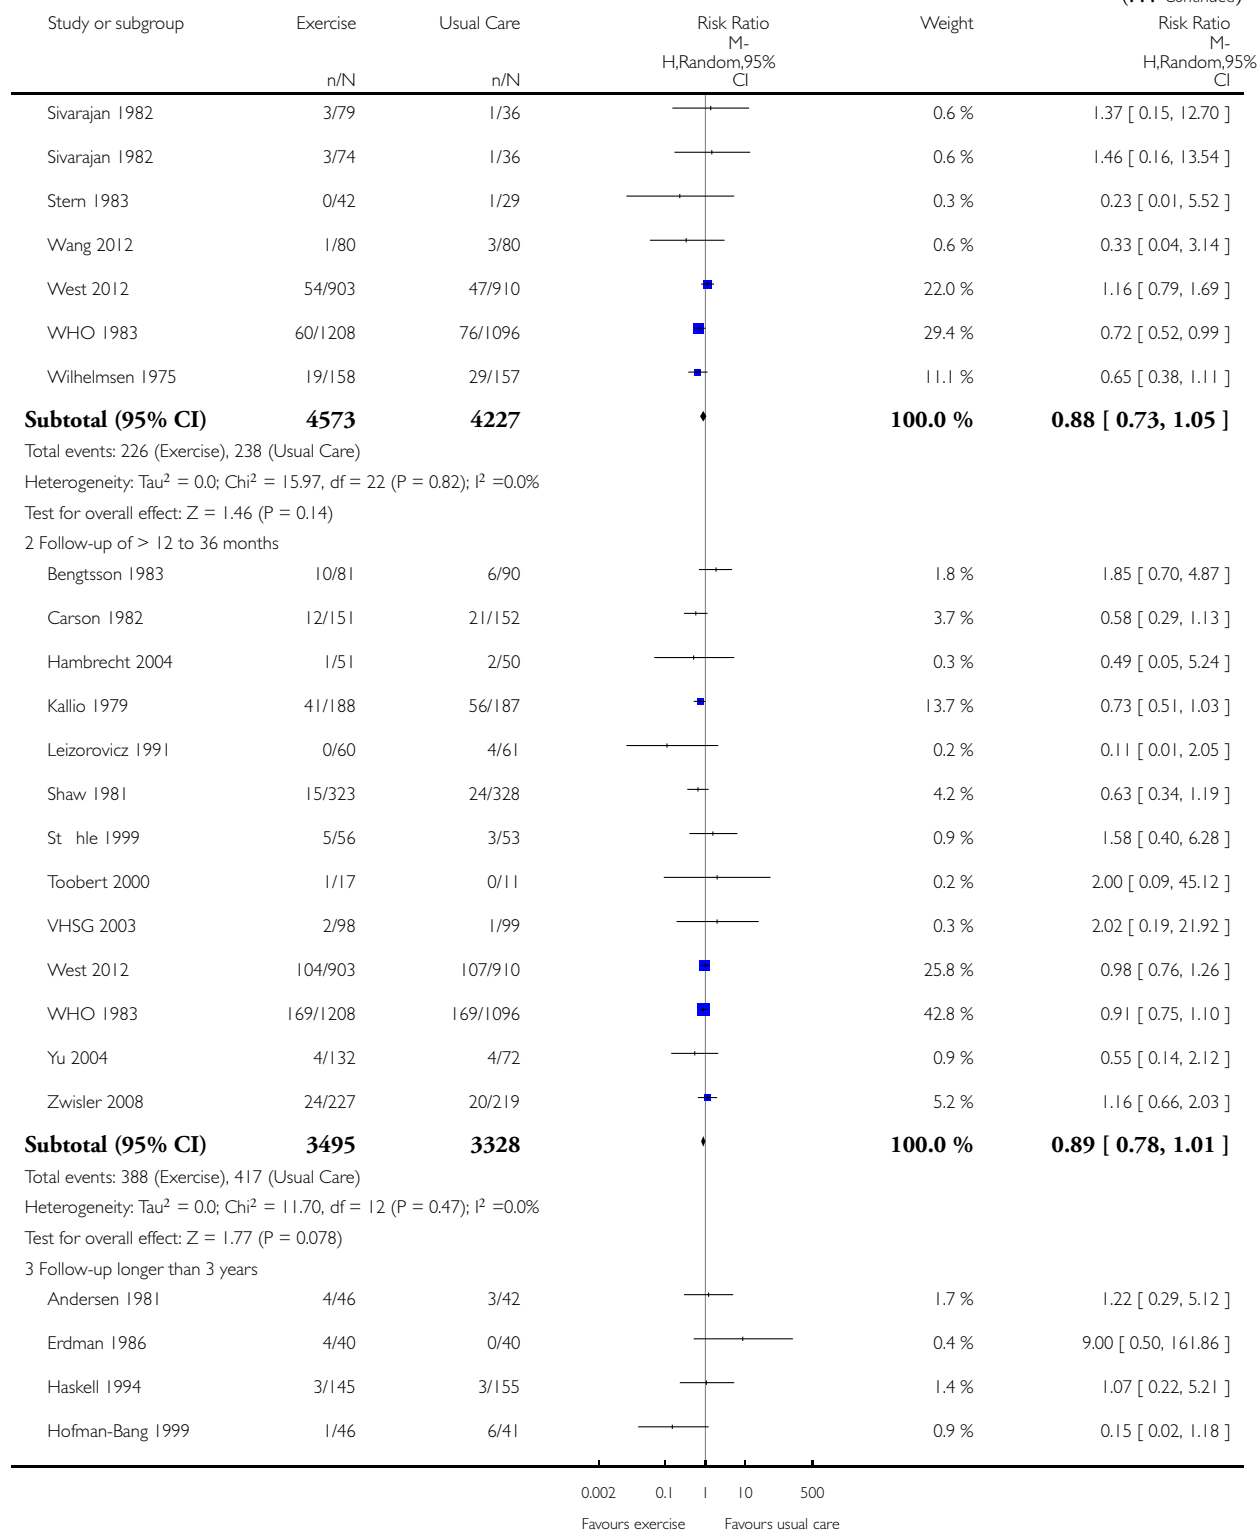 Continued)
Study or subgroup Exercise Usual Care Risk Ratio Weight Risk Ratio
M- M-
H,Random,95% H,Random,95%
n/N n/N CI CI
Sivarajan 1982 3/79 1/36 0.6 % 1.37 [ 0.15, 12.70 ]
Sivarajan 1982 3/74 1/36 0.6 % 1.46 [ 0.16, 13.54 ]
Stern 1983 0/42 1/29 0.3 % 0.23 [ 0.01, 5.52 ]
Wang 2012 1/80 3/80 0.6 % 0.33 [ 0.04, 3.14 ]
West 2012 54/903 47/910 22.0 % 1.16 [ 0.79, 1.69 ]
WHO 1983 60/1208 76/1096 29.4 % 0.72 [ 0.52, 0.99 ]
Wilhelmsen 1975 19/158 29/157 11.1 % 0.65 [ 0.38, 1.11 ]
Subtotal (95% CI) 4573 4227 100.0 % 0.88 [ 0.73, 1.05 ]
Total events: 226 (Exercise), 238 (Usual Care)
Heterogeneity: Tau² = 0.0; Chi² = 15.97, df = 22 (P = 0.82); I² =0.0%
Test for overall effect: Z = 1.46 (P = 0.14)
2 Follow-up of > 12 to 36 months
Bengtsson 1983 10/81 6/90 1.8 % 1.85 [ 0.70, 4.87 ]
Carson 1982 12/151 21/152 3.7 % 0.58 [ 0.29, 1.13 ]
Hambrecht 2004 1/51 2/50 0.3 % 0.49 [ 0.05, 5.24 ]
Kallio 1979 41/188 56/187 13.7 % 0.73 [ 0.51, 1.03 ]
Leizorovicz 1991 0/60 4/61 0.2 % 0.11 [ 0.01, 2.05 ]
Shaw 1981 15/323 24/328 4.2 % 0.63 [ 0.34, 1.19 ]
St hle 1999 5/56 3/53 0.9 % 1.58 [ 0.40, 6.28 ]
Toobert 2000 1/17 0/11 0.2 % 2.00 [ 0.09, 45.12 ]
VHSG 2003 2/98 1/99 0.3 % 2.02 [ 0.19, 21.92 ]
West 2012 104/903 107/910 25.8 % 0.98 [ 0.76, 1.26 ]
WHO 1983 169/1208 169/1096 42.8 % 0.91 [ 0.75, 1.10 ]
Yu 2004 4/132 4/72 0.9 % 0.55 [ 0.14, 2.12 ]
Zwisler 2008 24/227 20/219 5.2 % 1.16 [ 0.66, 2.03 ]
Subtotal (95% CI) 3495 3328 100.0 % 0.89 [ 0.78, 1.01 ]
Total events: 388 (Exercise), 417 (Usual Care)
Heterogeneity: Tau² = 0.0; Chi² = 11.70, df = 12 (P = 0.47); I² =0.0%
Test for overall effect: Z = 1.77 (P = 0.078)
3 Follow-up longer than 3 years
Andersen 1981 4/46 3/42 1.7 % 1.22 [ 0.29, 5.12 ]
Erdman 1986 4/40 0/40 0.4 % 9.00 [ 0.50, 161.86 ]
Haskell 1994 3/145 3/155 1.4 % 1.07 [ 0.22, 5.21 ]
Hofman-Bang 1999 1/46 6/41 0.9 % 0.15 [ 0.02, 1.18 ]
0.002 0.1 1 10 500
Favours exercise Favours usual care